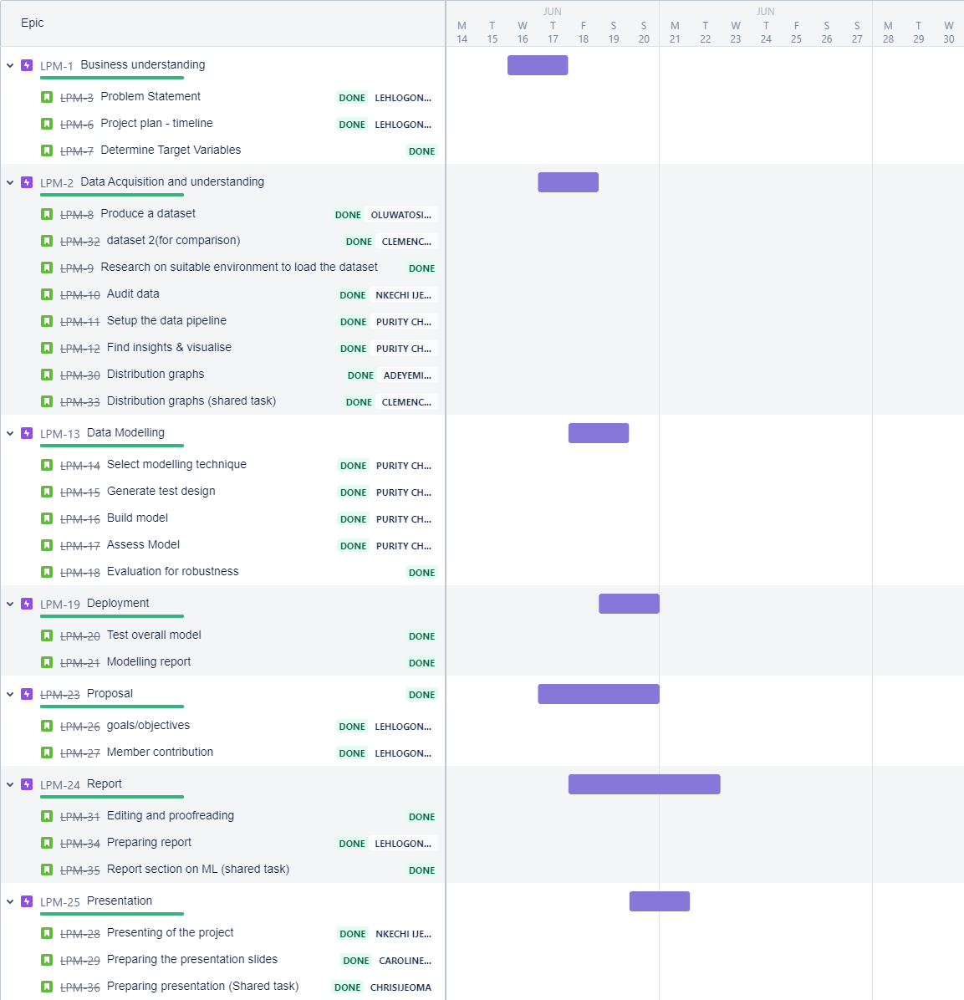 JUN JUN
Epic M T W T F S S M T W T F S S M T W
14 15 16 17 18 19 20 21 22 23 24 25 26 27 28 29 30
LPM-1 Business understanding
LPM-3 Problem Statement DONE LEHLOGON...
LPM-6 Project plan - timeline DONE LEHLOGON...
LPM-7 Determine Target Variables DONE
LPM-2 Data Acquisition and understanding
LPM-8 Produce a dataset DONE OLUWATOSI...
LPM-32 dataset 2(for comparison) DONE CLEMENC...
LPM-9 Research on suitable environment to load the dataset DONE
LPM-10 Audit data DONE NKECHI IJE...
LPM-11 Setup the data pipeline DONE PURITY CH...
LPM-12 Find insights & visualise DONE PURITY CH...
LPM-30 Distribution graphs DONE ADEYEMI...
LPM-33 Distribution graphs (shared task) DONE CLEMENC...
LPM-13 Data Modelling
LPM-14 Select modelling technique DONE PURITY CH...
LPM-15 Generate test design DONE PURITY CH...
LPM-16 Build model DONE PURITY CH...
LPM-17 Assess Model DONE PURITY CH...
LPM-18 Evaluation for robustness DONE
LPM-19 Deployment
LPM-20 Test overall model DONE
LPM-21 Modelling report DONE
LPM-23 Proposal DONE
LPM-26 goals/objectives DONE LEHLOGON...
LPM-27 Member contribution DONE LEHLOGON...
LPM-24 Report
LPM-31 Editing and proofreading DONE
LPM-34 Preparing report DONE LEHLOGON...
LPM-35 Report section on ML (shared task) DONE
LPM-25 Presentation
LPM-28 Presenting of the project DONE NKECHI IJE...
LPM-29 Preparing the presentation slides DONE CAROLINE...
LPM-36 Preparing presentation (Shared task) DONE CHRISIJEOMA